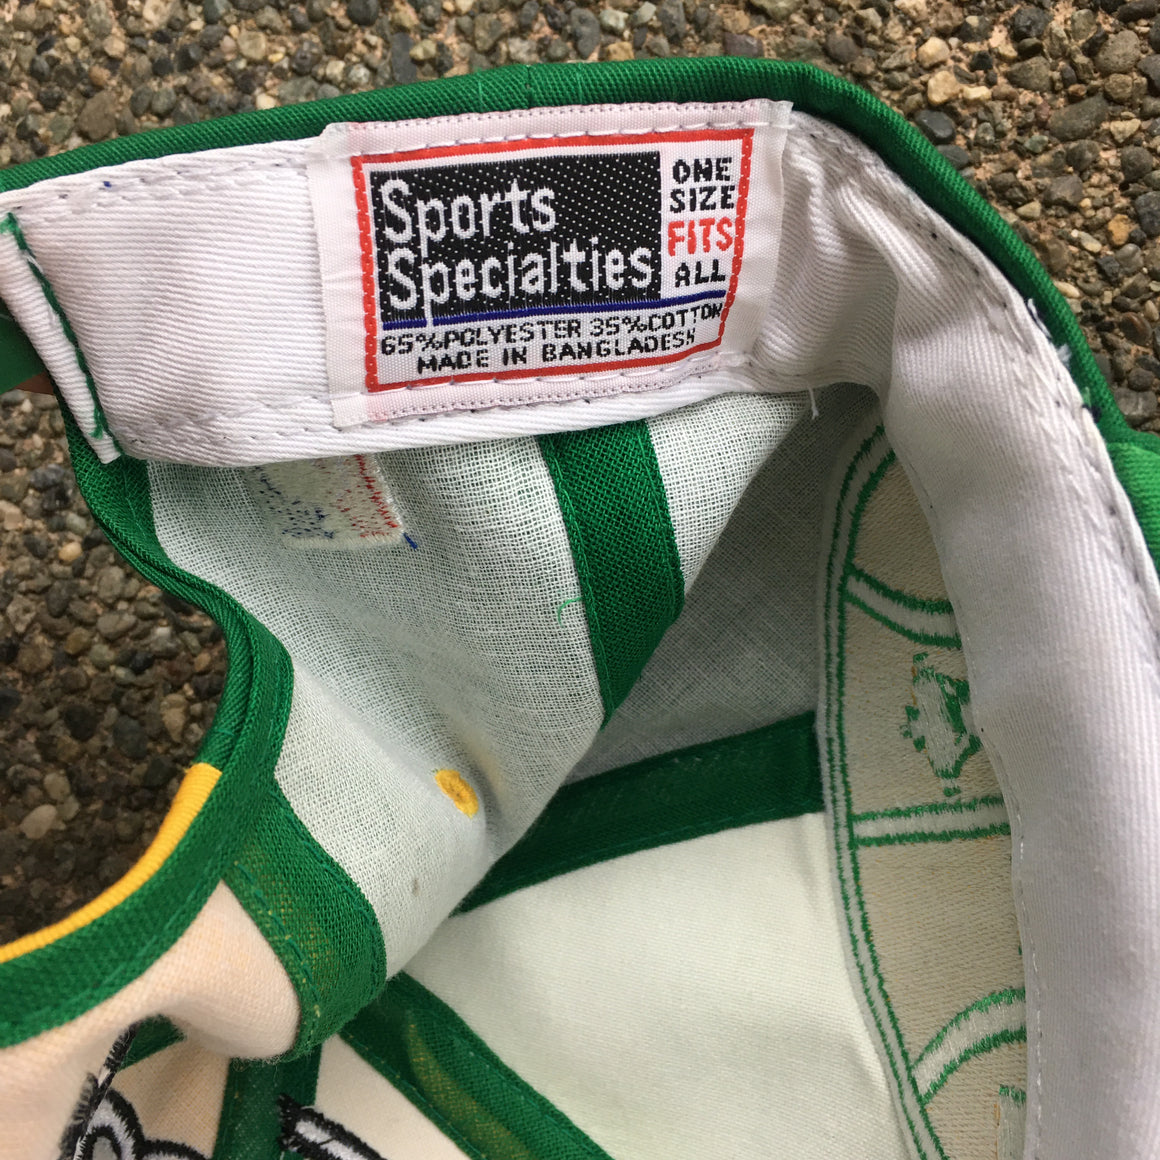 Sports
Specialties
ONE
SIZE
FITS
ALL
65%POLYESTER 35%COTTON
MADE IN BANGLADESH